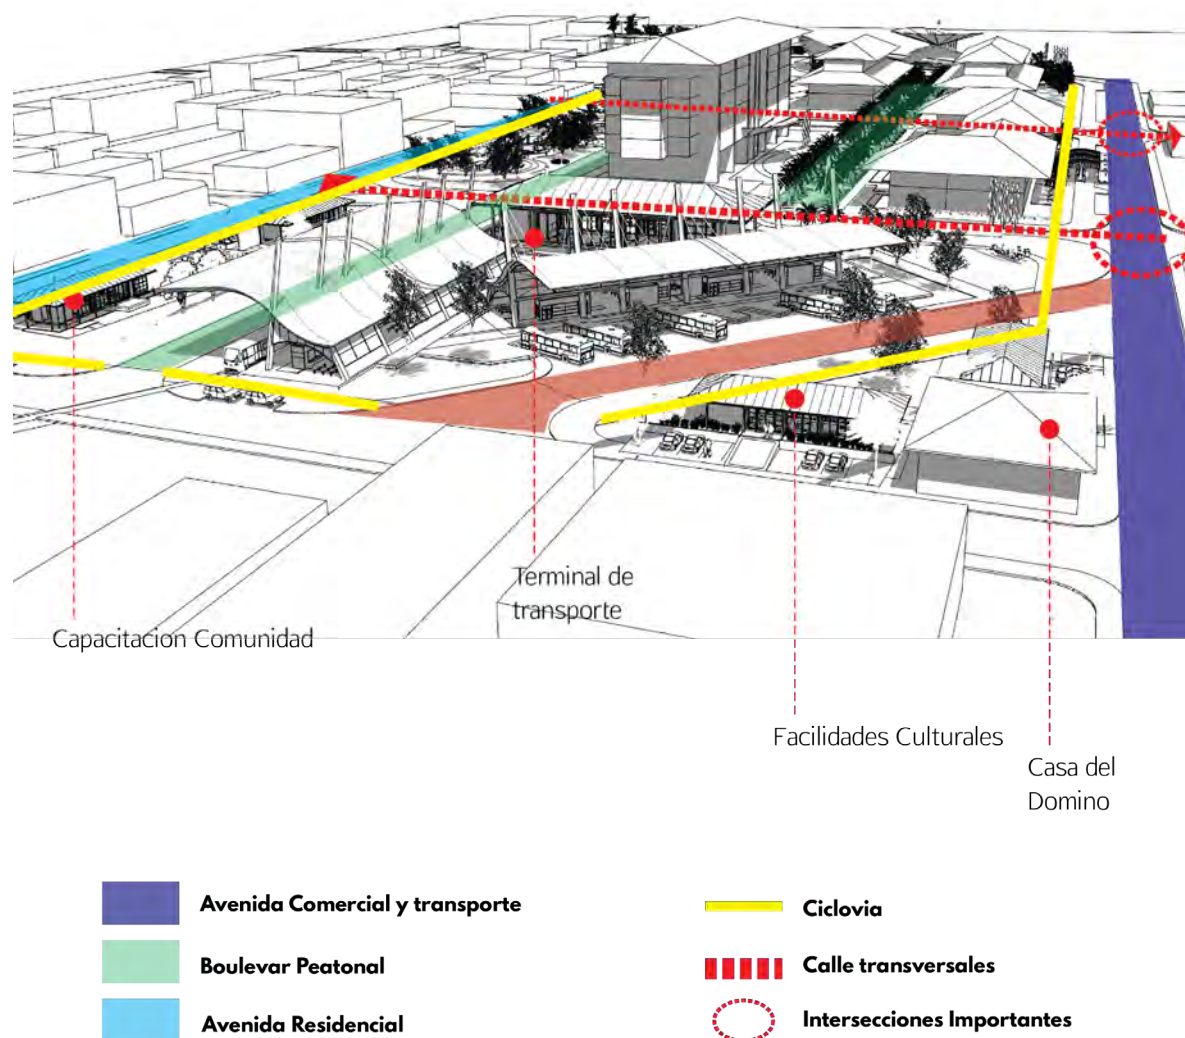 Terminal de
transporte
Capacitacion Comunidad
Facilidades Culturales
Casa del
Domino
Avenida Comercial y transporte
Boulevar Peatonal
Avenida Residencial
Ciclovia
Calle transversales
Intersecciones Importantes